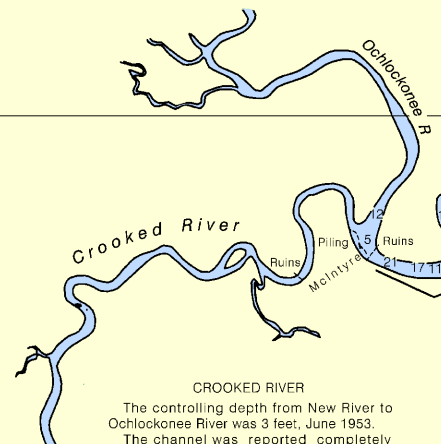 Ochlockonee R
12
Crooked River
Piling
5
Ruins
Ruins
McIntyre
21
17
11
CROOKED RIVER
The controlling depth from New River to
Ochlockonee River was 3 feet, June 1953.
The channel was reported completely